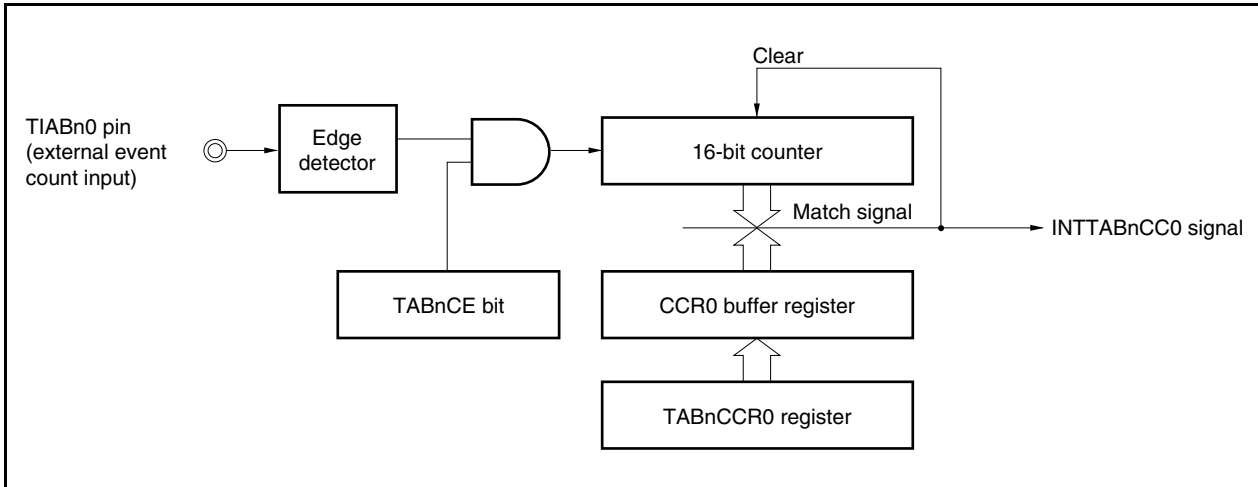 Clear
TIABn0 pin
(external event
count input)
Edge
detector
16-bit counter
Match signal
INTTABnCC0 signal
TABnCE bit
CCR0 buffer register
TABnCCR0 register